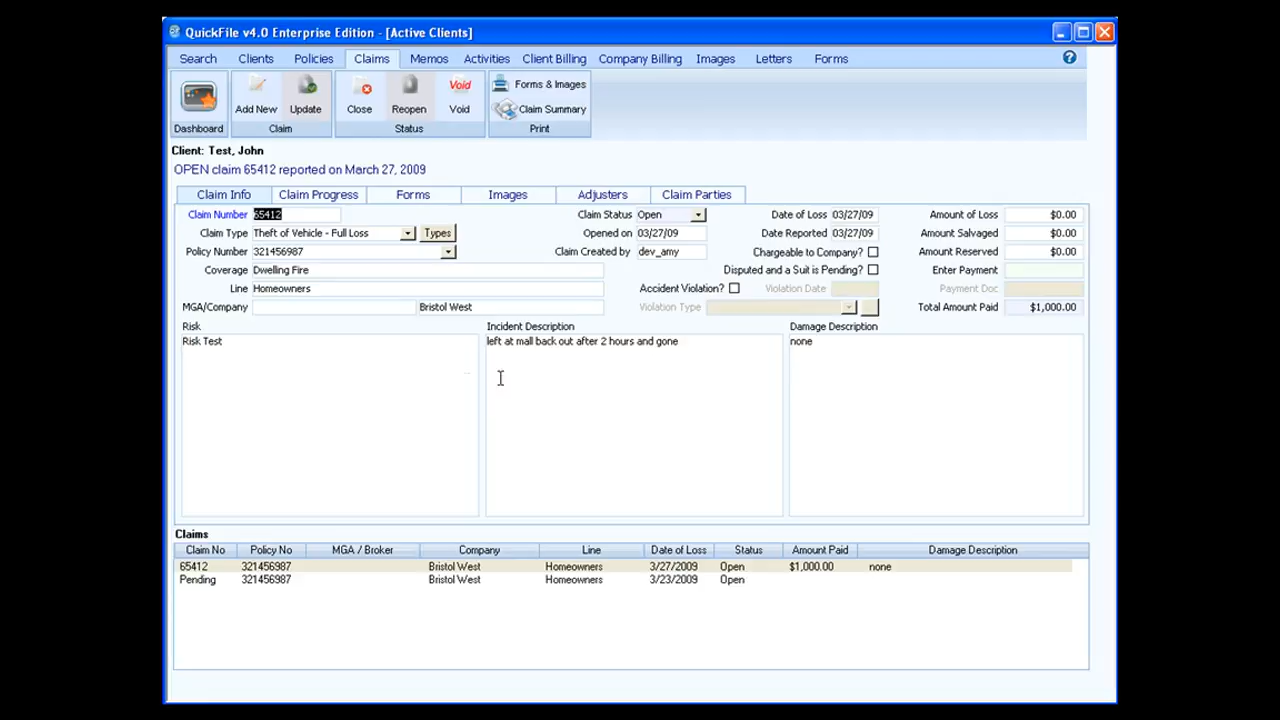 QuickFile v4.0 Enterprise Edition - [Active Clients]
Search Clients Policies Claims Memos Activities Client Billing Company Billing Images Letters Forms
Add New Update Close Reopen Void Void Forms & Images
Claim Summary
Dashboard Claim Status Print
Client: Test, John
OPEN claim 65412 reported on March 27, 2009
Claim Info Claim Progress Forms Images Adjusters Claim Parties
Claim Number 65412 Claim Status Open Date of Loss 03/27/09 Amount of Loss $0.00
Claim Type Theft of Vehicle - Full Loss Types Opened on 03/27/09 Date Reported 03/27/09 Amount Salvaged $0.00
Policy Number 321456987 Claim Created by dev_amy Chargeable to Company? Amount Reserved $0.00
Coverage Dwelling Fire Disputed and a Suit is Pending? Enter Payment
Line Homeowners Accident Violation? Violation Date Payment Doc
MGA/Company Bristol West Violation Type Total Amount Paid $1,000.00
Risk Incident Description Damage Description
Risk Test left at mall back out after 2 hours and gone none
Claims
Claim No Policy No MGA / Broker Company Line Date of Loss Status Amount Paid Damage Description
65412 321456987 Bristol West Homeowners 3/27/2009 Open $1,000.00 none
Pending 321456987 Bristol West Homeowners 3/23/2009 Open